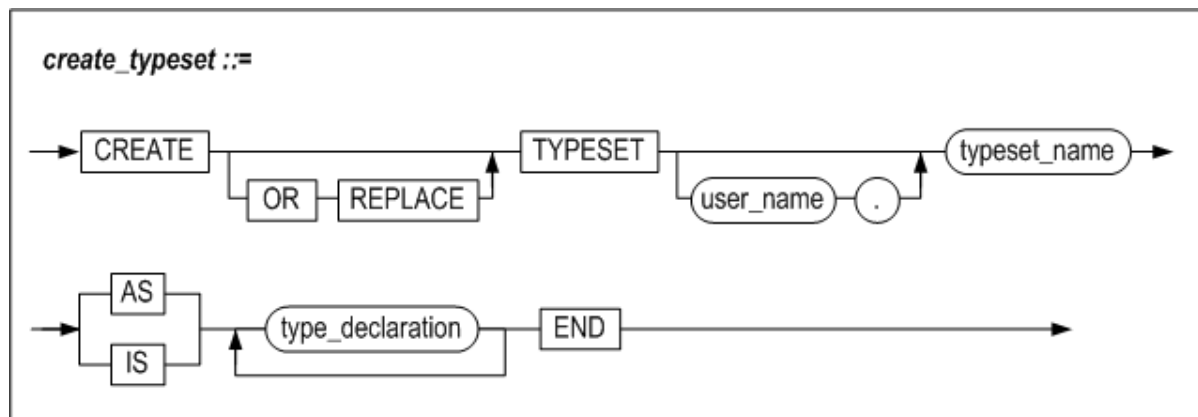 create_typeset ::=
CREATE TYPESET typeset_name
OR REPLACE user_name .
AS
type_declaration END
IS